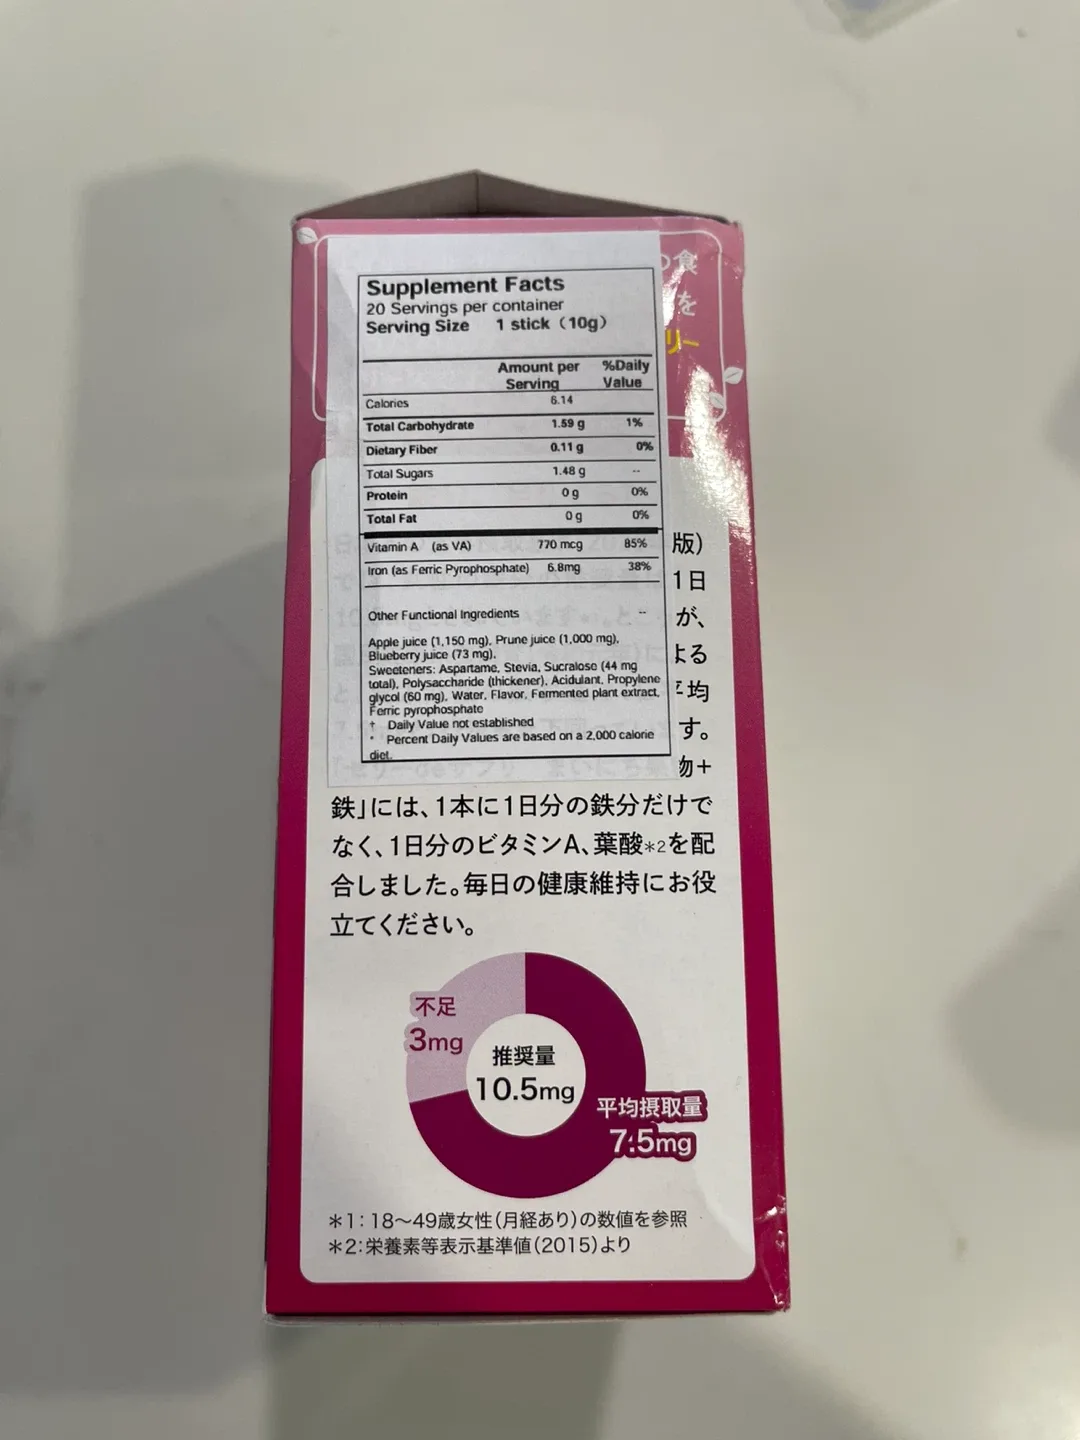 の食
を
リー
Supplement Facts
20 Servings per container
Serving Size 1 stick（10g）
Amount per Serving %Daily Value
Calories 6.14
Total Carbohydrate 1.59 g 1%
Dietary Fiber 0.11 g 0%
Total Sugars 1.48 g --
Protein 0 g 0%
Total Fat 0 g 0%
Vitamin A (as VA) 770 mcg 85%
Iron (as Ferric Pyrophosphate) 6.8mg 38%
Other Functional Ingredients --
Apple juice (1,150 mg), Prune juice (1,000 mg),
Blueberry juice (73 mg),
Sweeteners: Aspartame, Stevia, Sucralose (44 mg
total), Polysaccharide (thickener), Acidulant, Propylene
glycol (60 mg), Water, Flavor, Fermented plant extract,
Ferric pyrophosphate
† Daily Value not established
* Percent Daily Values are based on a 2,000 calorie
diet.
版）
1日
が、
よる
平均
す。
物＋
鉄」には、1本に1日分の鉄分だけで
なく、1日分のビタミンA、葉酸＊2を配
合しました。毎日の健康維持にお役
立てください。
不足
3mg
推奨量
10.5mg
平均摂取量
7.5mg
＊1：18〜49歳女性（月経あり）の数値を参照
＊2：栄養素等表示基準値（2015）より